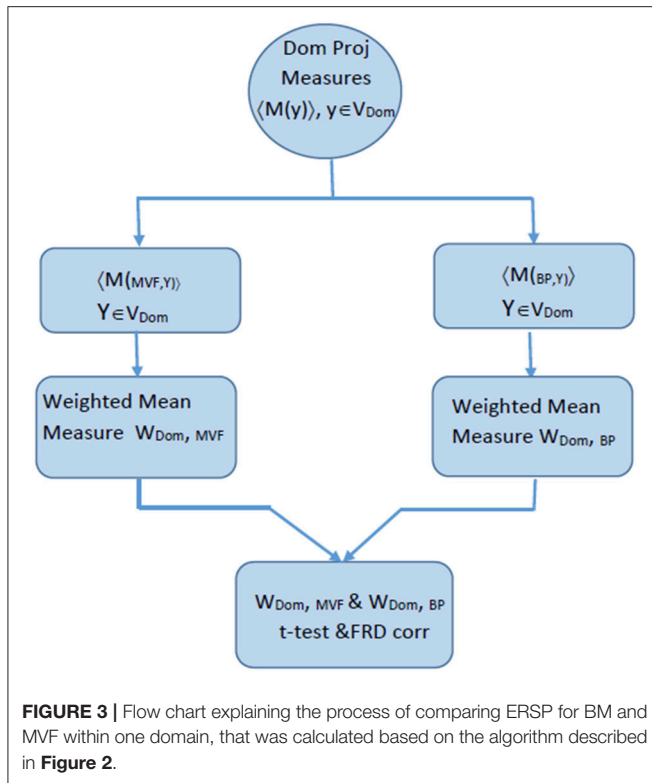 Dom Proj
Measures
⟨M(y)⟩, y∈VDom
⟨M(MVF,Y)⟩
Y∈VDom
⟨M(BP,Y)⟩
Y∈VDom
Weighted Mean
Measure WDom, MVF
Weighted Mean
Measure WDom, BP
WDom, MVF & WDom, BP
t-test &FRD corr
FIGURE 3 | Flow chart explaining the process of comparing ERSP for BM and
MVF within one domain, that was calculated based on the algorithm described
in Figure 2.